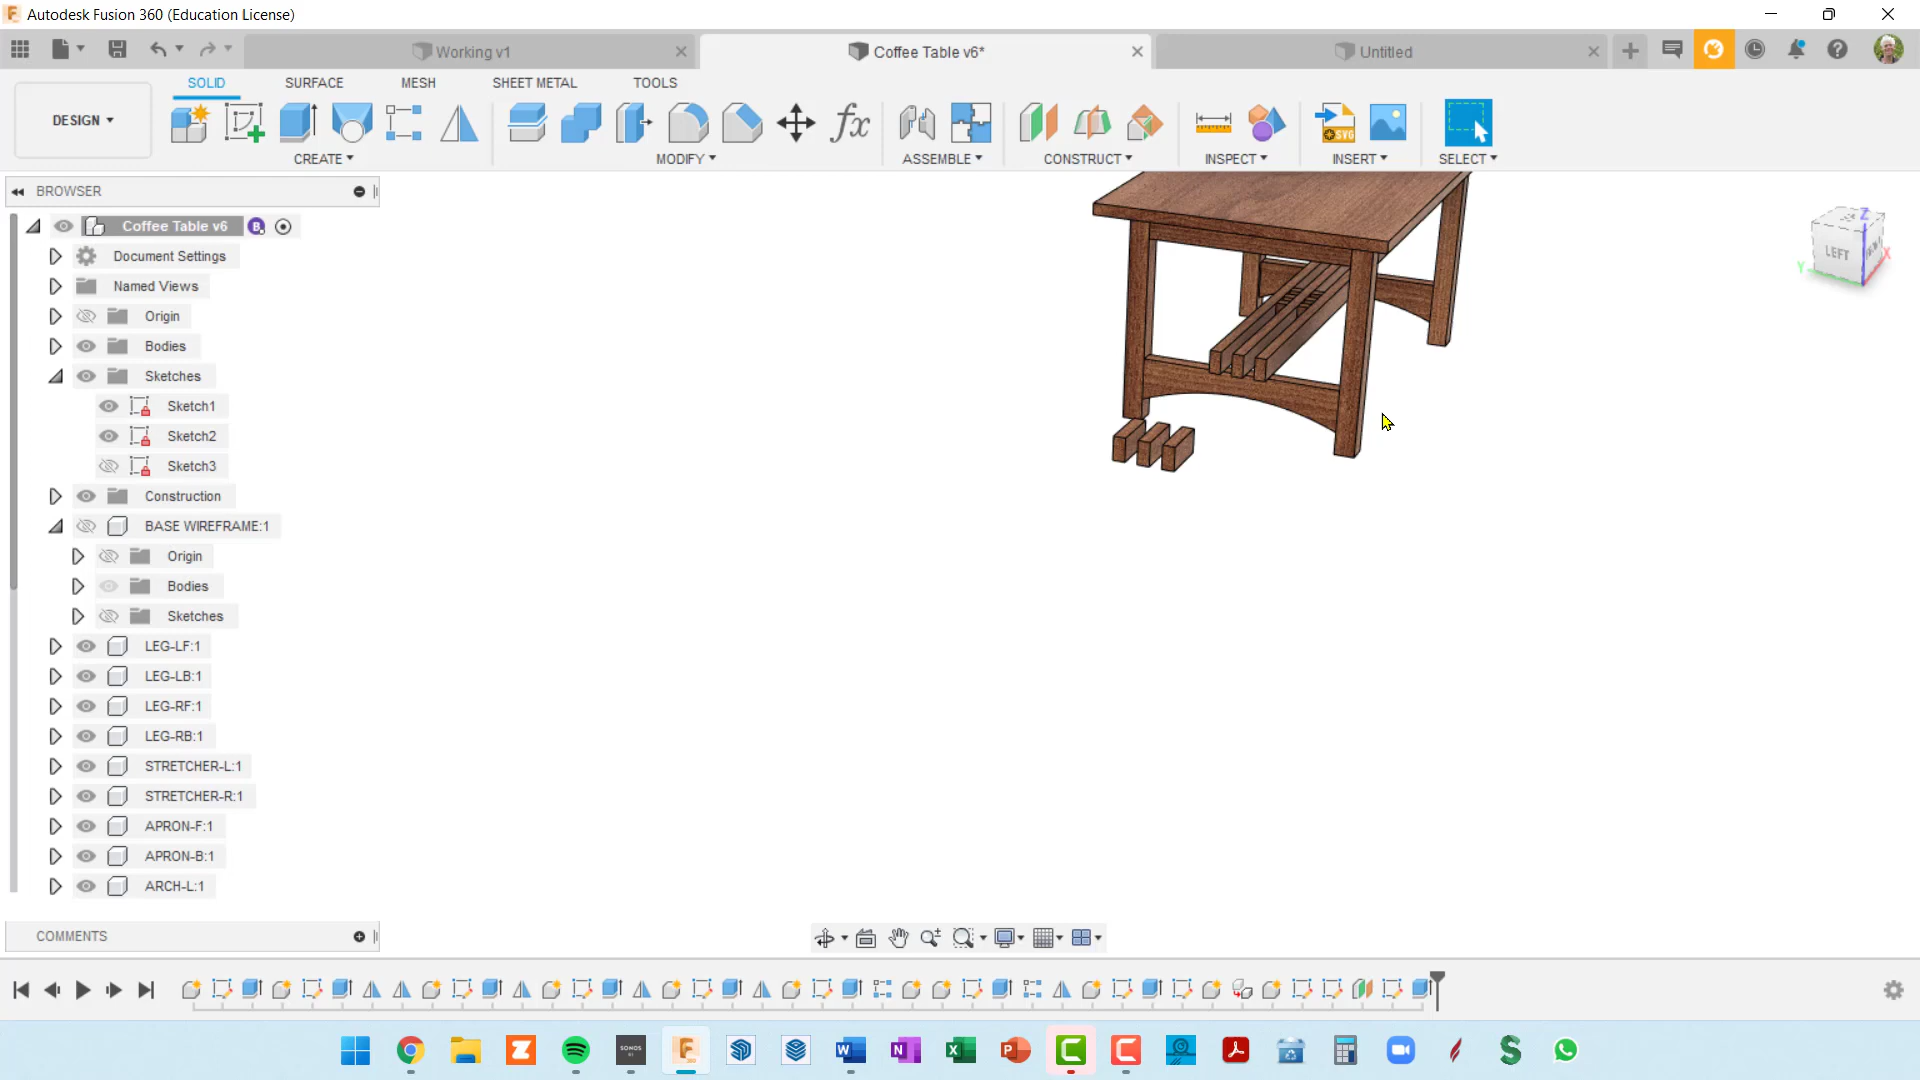 Autodesk Fusion 360 (Education License)
Working v1
Coffee Table v6*
Untitled
SOLID
SURFACE
MESH
SHEET METAL
TOOLS
DESIGN
CREATE
MODIFY
ASSEMBLE
CONSTRUCT
INSPECT
INSERT
SELECT
fx
SVG
BROWSER
Coffee Table v6
Document Settings
Named Views
Origin
Bodies
Sketches
Sketch1
Sketch2
Sketch3
Construction
BASE WIREFRAME:1
Origin
Bodies
Sketches
LEG-LF:1
LEG-LB:1
LEG-RF:1
LEG-RB:1
STRETCHER-L:1
STRETCHER-R:1
APRON-F:1
APRON-B:1
ARCH-L:1
Z
LEFT
X
Y
COMMENTS
SONOS